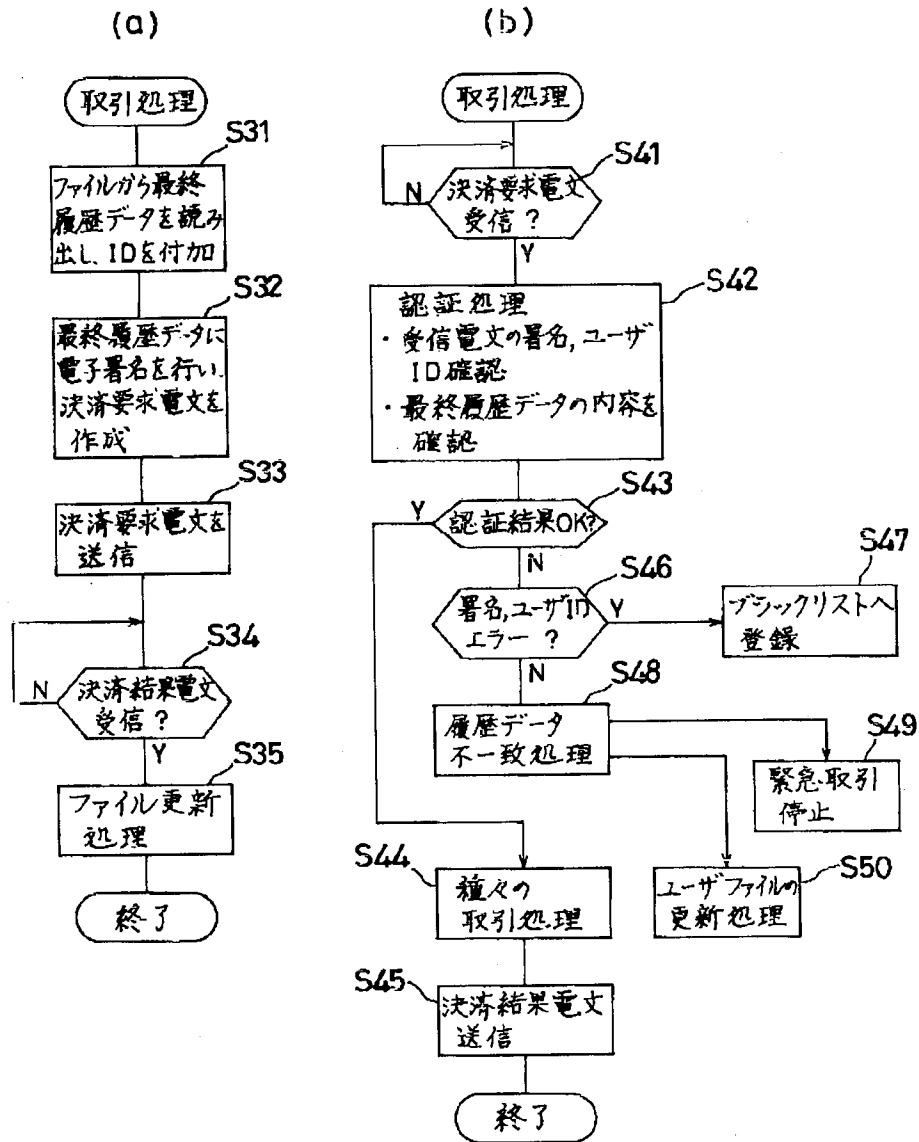 (a)
取引処理
S31
ファイルから最終
履歴データを読み
出し、IDを付加
S32
最終履歴データに
電子署名を行い、
決済要求電文を
作成
S33
決済要求電文を
送信
S34
N
決済結果電文
受信?
Y
S35
ファイル更新
処理
終了
(b)
取引処理
S41
N
決済要求電文
受信?
Y
S42
認証処理
・受信電文の署名,ユーザ
ID確認
・最終履歴データの内容を
確認
S43
Y
認証結果OK?
N
S46
署名,ユーザID
エラー?
Y
S47
ブラックリストへ
登録
N
S48
履歴データ
不一致処理
S49
緊急取引
停止
S50
ユーザファイルの
更新処理
S44
種々の
取引処理
S45
決済結果電文
送信
終了